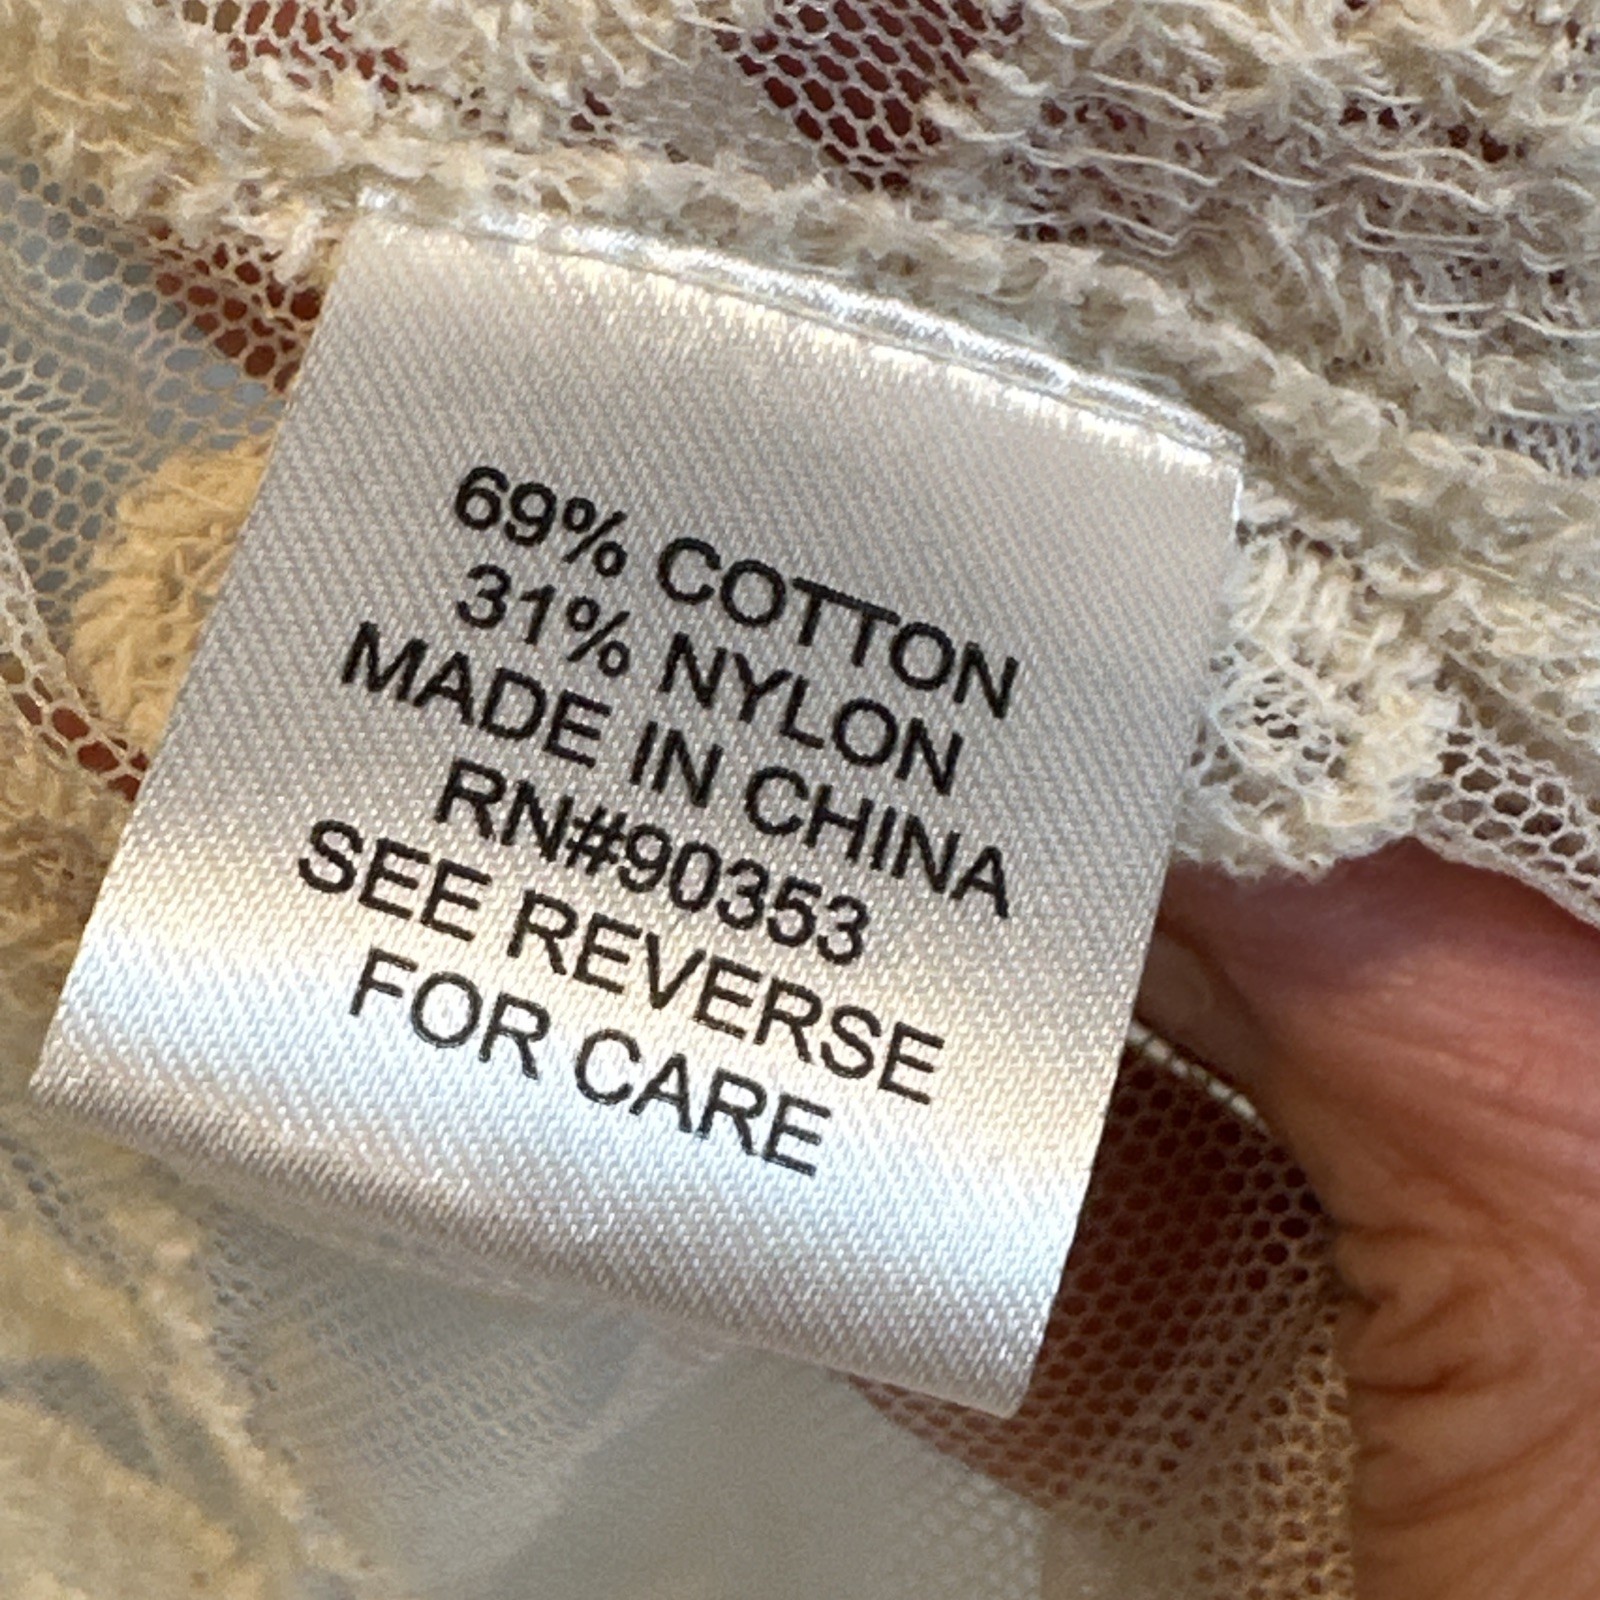 69% COTTON
31% NYLON
MADE IN CHINA
RN#90353
SEE REVERSE
FOR CARE